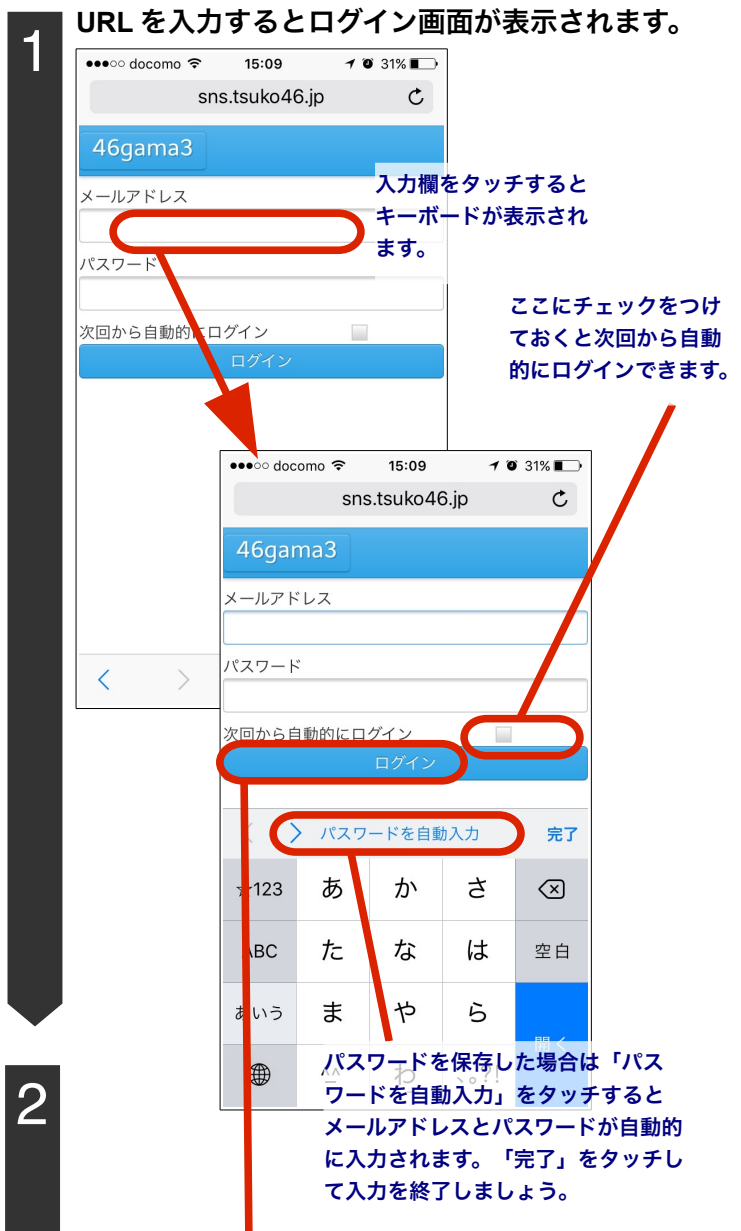 1
URL を入力するとログイン画面が表示されます。
docomo 15:09 31%
sns.tsuko46.jp
46gama3
メールアドレス
入力欄をタッチすると
キーボードが表示され
ます。
パスワード
次回から自動的にログイン
ログイン
ここにチェックをつけ
ておくと次回から自動
的にログインできます。
docomo 15:09 31%
sns.tsuko46.jp
46gama3
メールアドレス
パスワード
次回から自動的にログイン
ログイン
パスワードを自動入力 完了
☆123 あ か さ
ABC た な は 空白
あいう ま や ら
開く
^^ わ 、。?!
パスワードを保存した場合は「パス
ワードを自動入力」をタッチすると
メールアドレスとパスワードが自動的
に入力されます。「完了」をタッチし
て入力を終了しましょう。
2